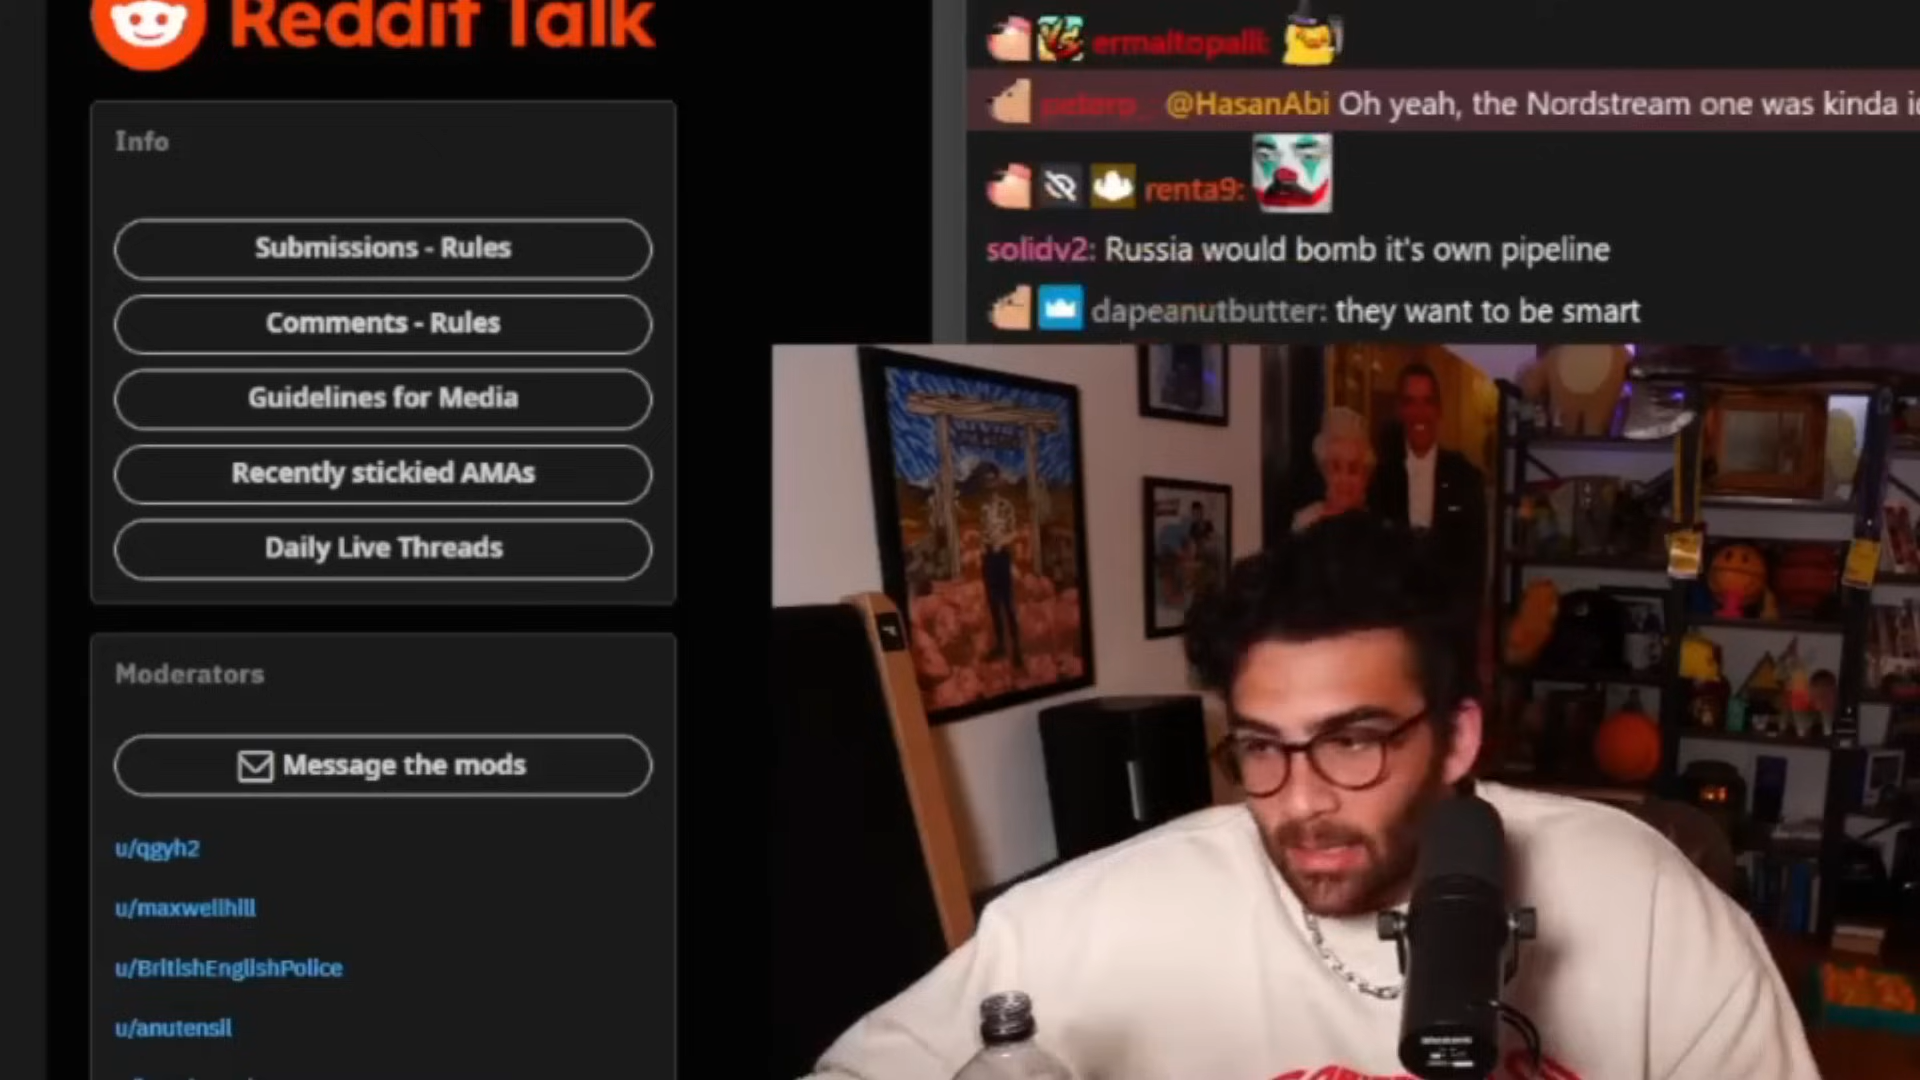 Reddit Talk
Info
Submissions - Rules
Comments - Rules
Guidelines for Media
Recently stickied AMAs
Daily Live Threads
Moderators
Message the mods
u/qgyh2
u/maxwellhill
u/BritishEnglishPolice
u/anutensil
ermaltopalli:
@HasanAbi Oh yeah, the Nordstream one was kinda
renta9:
solidv2: Russia would bomb it's own pipeline
dapeanutbutter: they want to be smart